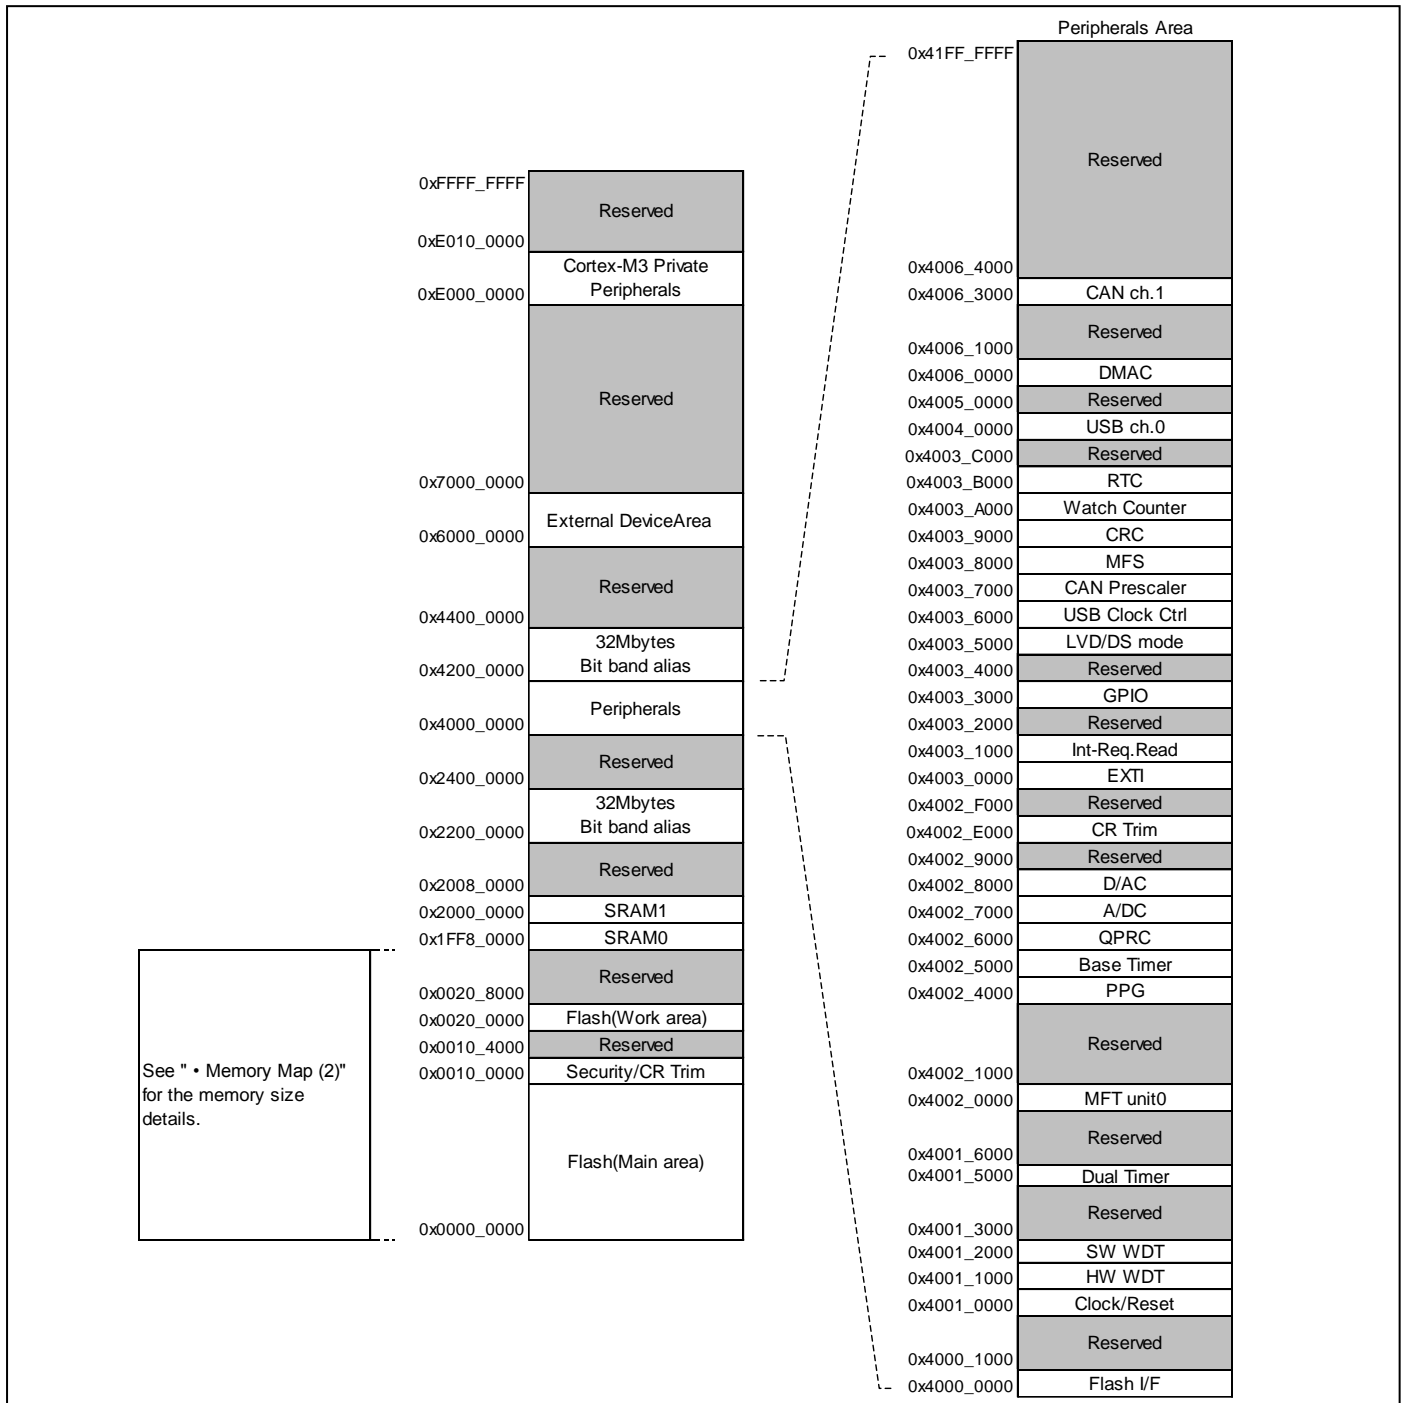 Peripherals Area
0x41FF_FFFF
Reserved
0x4006_4000
0x4006_3000 CAN ch.1
Reserved
0x4006_1000
0x4006_0000 DMAC
0x4005_0000 Reserved
0x4004_0000 USB ch.0
0x4003_C000 Reserved
0x4003_B000 RTC
0x4003_A000 Watch Counter
0x4003_9000 CRC
0x4003_8000 MFS
0x4003_7000 CAN Prescaler
0x4003_6000 USB Clock Ctrl
0x4003_5000 LVD/DS mode
0x4003_4000 Reserved
0x4003_3000 GPIO
0x4003_2000 Reserved
0x4003_1000 Int-Req.Read
0x4003_0000 EXTI
0x4002_F000 Reserved
0x4002_E000 CR Trim
0x4002_9000 Reserved
0x4002_8000 D/AC
0x4002_7000 A/DC
0x4002_6000 QPRC
0x4002_5000 Base Timer
0x4002_4000 PPG
Reserved
0x4002_1000
0x4002_0000 MFT unit0
Reserved
0x4001_6000
0x4001_5000 Dual Timer
Reserved
0x4001_3000
0x4001_2000 SW WDT
0x4001_1000 HW WDT
0x4001_0000 Clock/Reset
Reserved
0x4000_1000
0x4000_0000 Flash I/F
0xFFFF_FFFF
Reserved
0xE010_0000
Cortex-M3 Private
0xE000_0000 Peripherals
Reserved
0x7000_0000
External DeviceArea
0x6000_0000
Reserved
0x4400_0000
32Mbytes
0x4200_0000 Bit band alias
Peripherals
0x4000_0000
Reserved
0x2400_0000
32Mbytes
0x2200_0000 Bit band alias
Reserved
0x2008_0000
0x2000_0000 SRAM1
0x1FF8_0000 SRAM0
Reserved
0x0020_8000
0x0020_0000 Flash(Work area)
0x0010_4000 Reserved
0x0010_0000 Security/CR Trim
Flash(Main area)
0x0000_0000
See " • Memory Map (2)"
for the memory size
details.